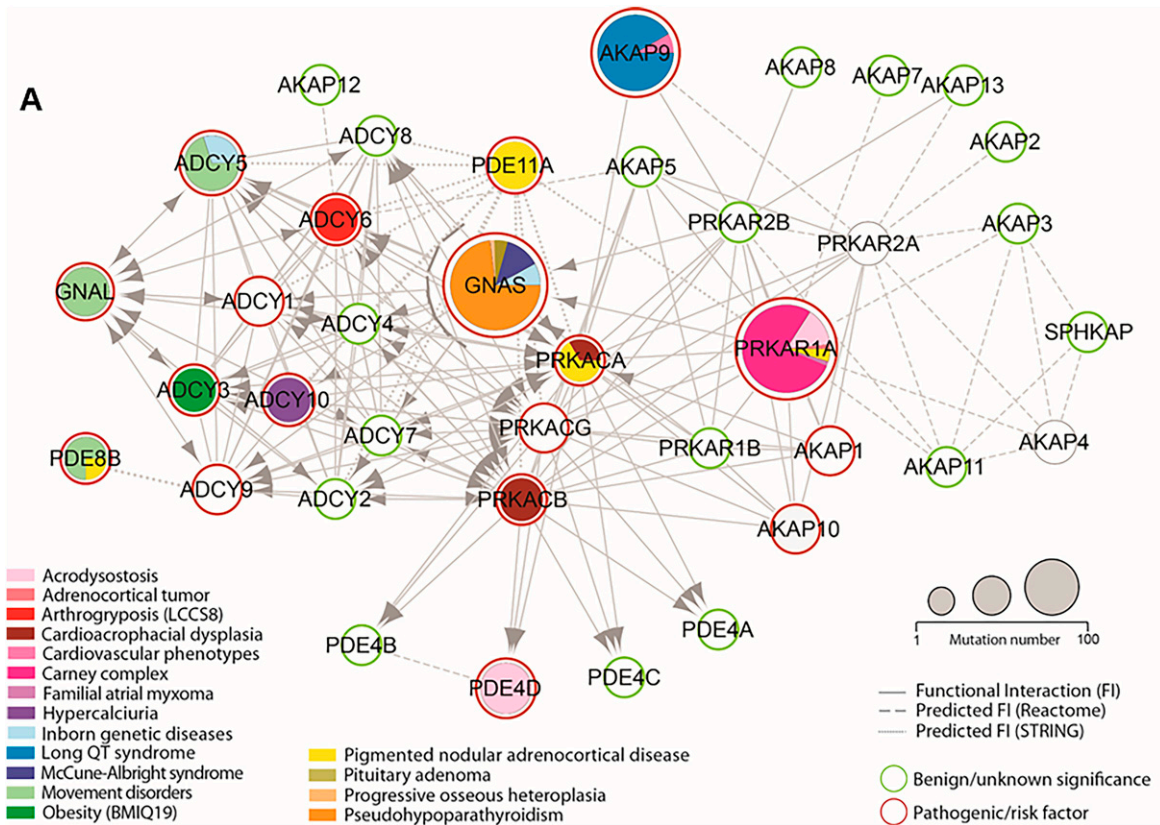 A
AKAP9
AKAP12
AKAP8
AKAP7
AKAP13
ADCY8
ADCY5
PDE11A
AKAP5
AKAP2
ADCY6
PRKAR2B
AKAP3
PRKAR2A
GNAL
ADCY1
GNAS
ADCY4
SPHKAP
PRKACA
PRKAR1A
ADCY3
ADCY10
PRKACG
ADCY7
PRKAR1B
AKAP1
AKAP4
PDE8B
AKAP11
ADCY9
ADCY2
PRKACB
AKAP10
PDE4B
PDE4D
PDE4C
PDE4A
Acrodysostosis
Adrenocortical tumor
Arthrogryposis (LCCS8)
Cardioacrophacial dysplasia
Cardiovascular phenotypes
Carney complex
Familial atrial myxoma
Hypercalciuria
Inborn genetic diseases
Long QT syndrome
McCune-Albright syndrome
Movement disorders
Obesity (BMIQ19)
Pigmented nodular adrenocortical disease
Pituitary adenoma
Progressive osseous heteroplasia
Pseudohypoparathyroidism
1 Mutation number 100
Functional Interaction (FI)
Predicted FI (Reactome)
Predicted FI (STRING)
Benign/unknown significance
Pathogenic/risk factor